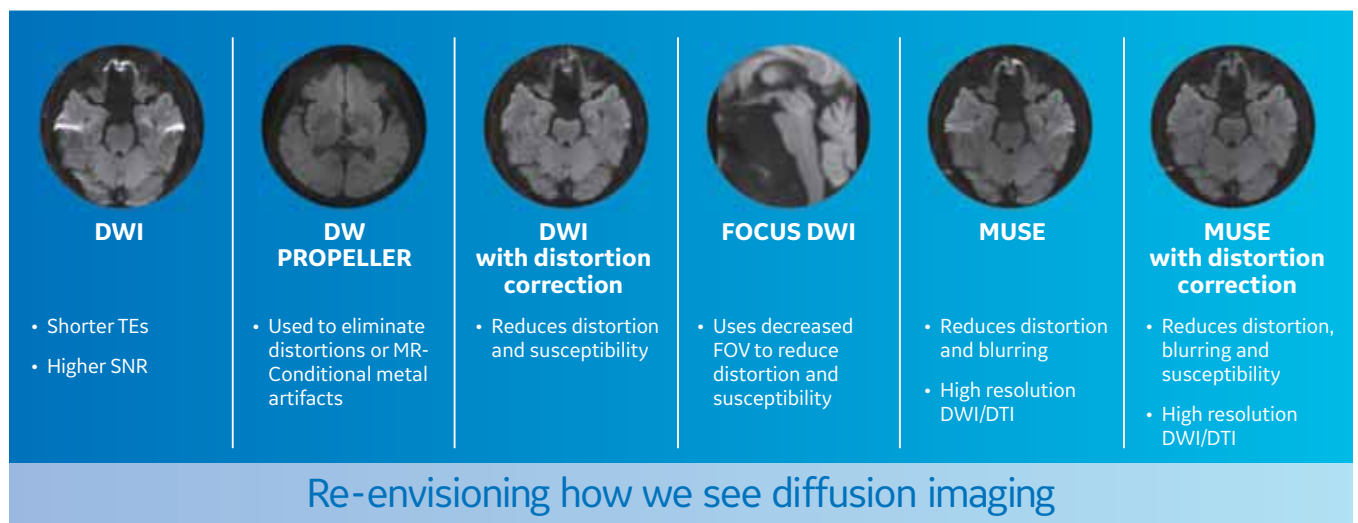 DWI
• Shorter TEs
• Higher SNR
DW
PROPELLER
• Used to eliminate
distortions or MR-
Conditional metal
artifacts
DWI
with distortion
correction
• Reduces distortion
and susceptibility
FOCUS DWI
• Uses decreased
FOV to reduce
distortion and
susceptibility
MUSE
• Reduces distortion
and blurring
• High resolution
DWI/DTI
MUSE
with distortion
correction
• Reduces distortion,
blurring and
susceptibility
• High resolution
DWI/DTI
Re-envisioning how we see diffusion imaging